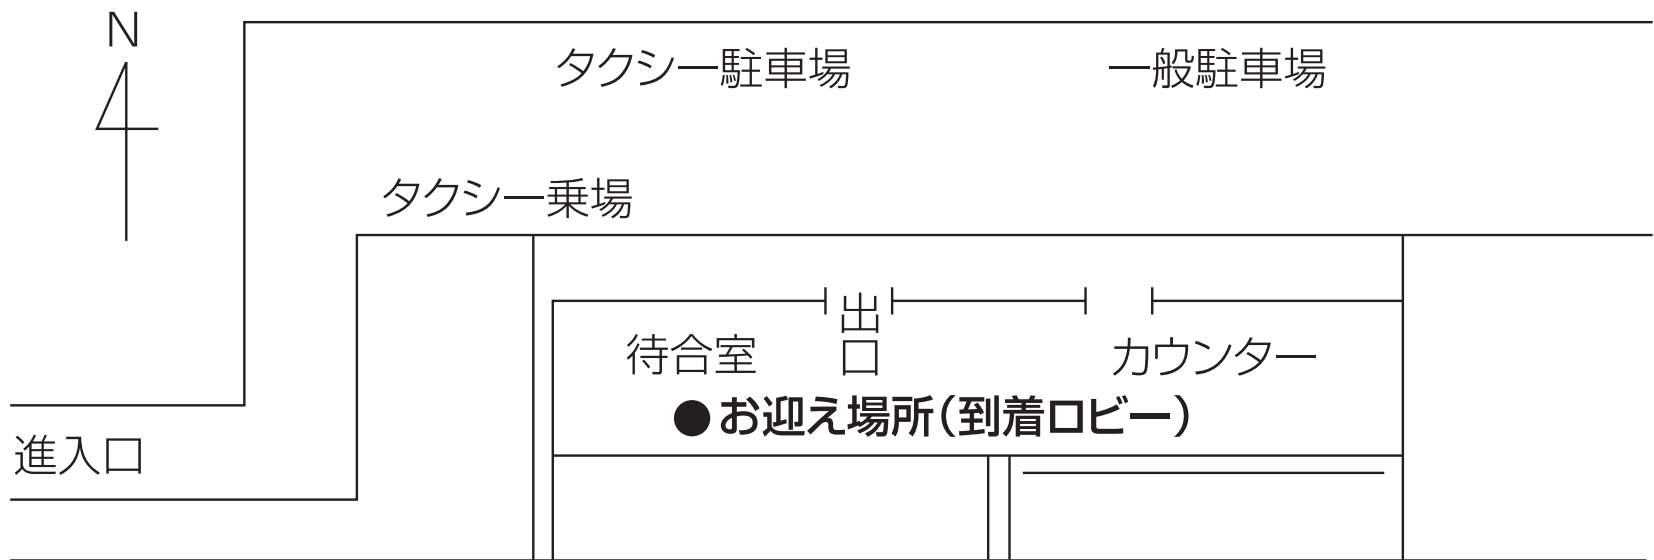 N
タクシー駐車場
一般駐車場
タクシー乗場
出口
待合室
カウンター
●お迎え場所(到着ロビー)
進入口